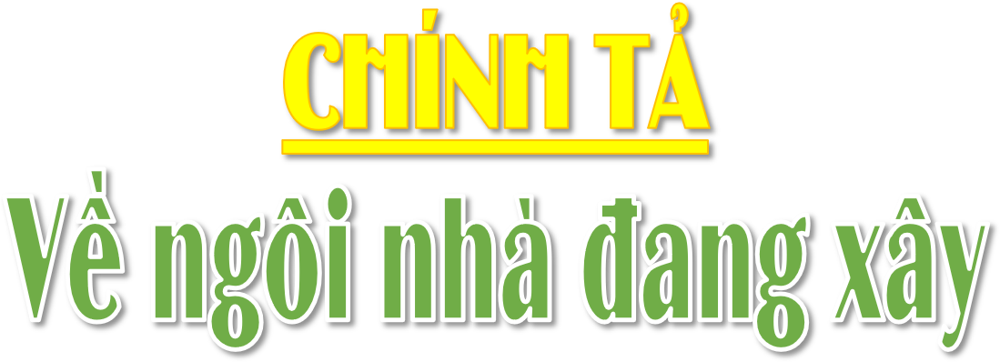 CHÍNH TẢ
Về ngôi nhà đang xây